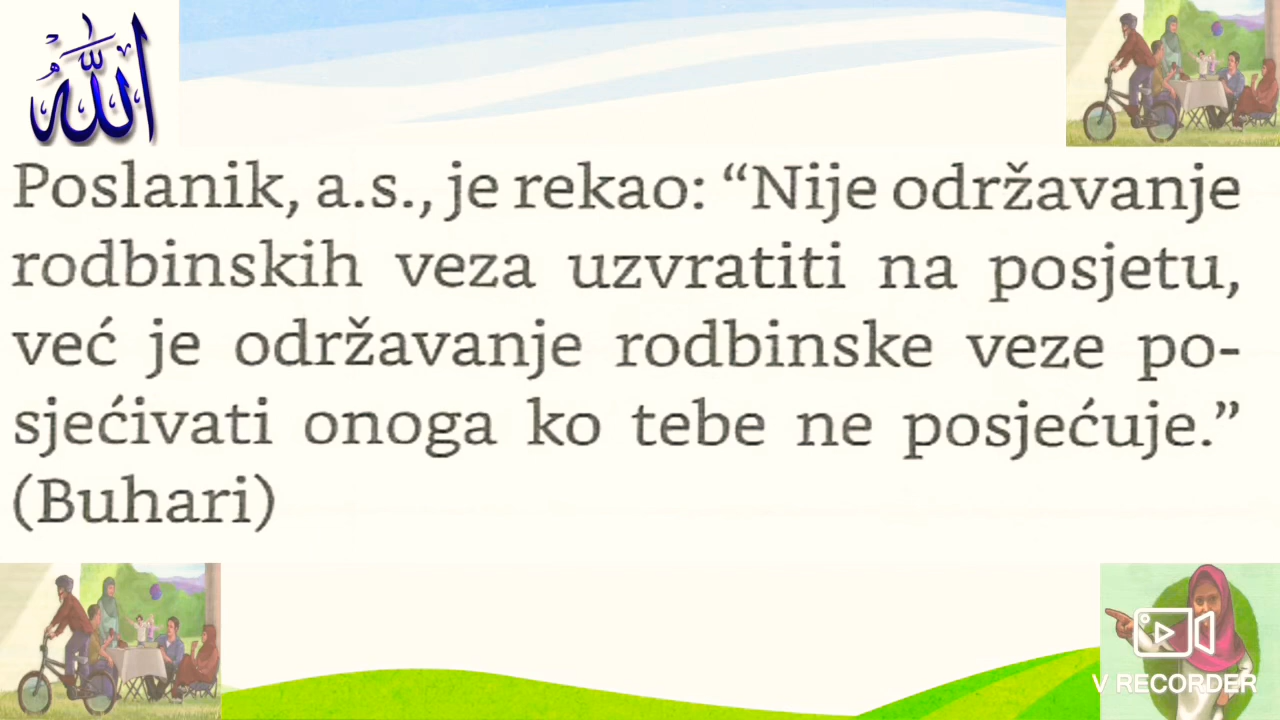 الله
Poslanik, a.s., je rekao: “Nije održavanje
rodbinskih veza uzvratiti na posjetu,
već je održavanje rodbinske veze po-
sjećivati onoga ko tebe ne posjećuje.”
(Buhari)
V RECORDER